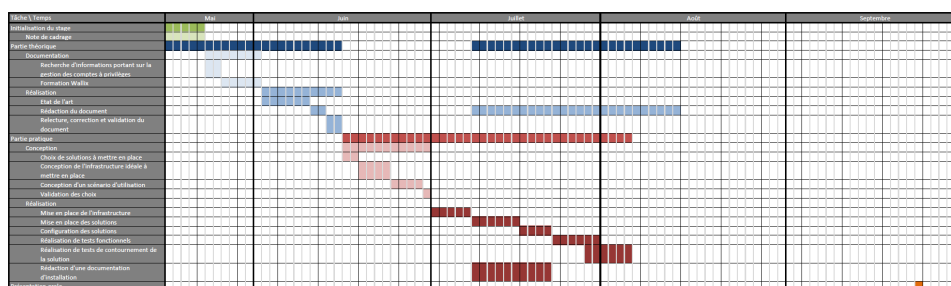 Tâche \ Temps Mai Juin Juillet Août Septembre
Initialisation du stage
Note de cadrage
Partie théorique
Documentation
Recherche d'informations portant sur la
gestion des comptes à privilèges
Formation Wallix
Réalisation
Etat de l'art
Rédaction du document
Relecture, correction et validation du
document
Partie pratique
Conception
Choix de solutions à mettre en place
Conception de l'infrastructure idéale à
mettre en place
Conception d'un scénario d'utilisation
Validation des choix
Réalisation
Mise en place de l'infrastructure
Mise en place des solutions
Configuration des solutions
Réalisation de tests fonctionnels
Réalisation de tests de contournement de
la solution
Rédaction d'une documentation
d'installation